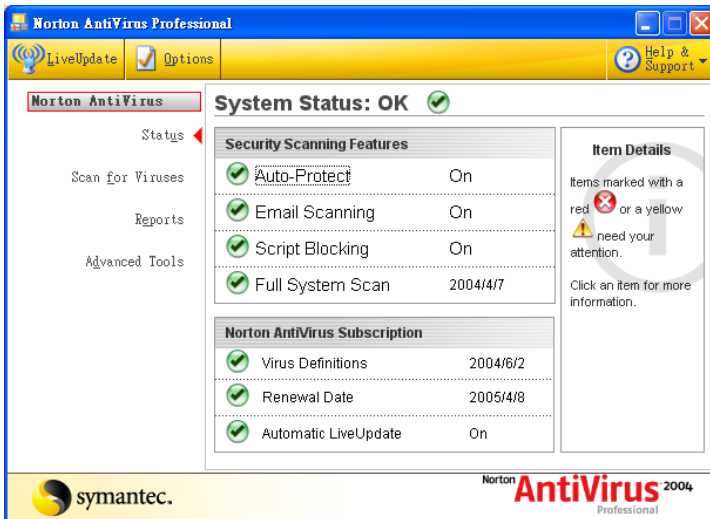 Norton AntiVirus Professional
LiveUpdate
Options
Help & Support
Norton AntiVirus
Status
Scan for Viruses
Reports
Advanced Tools
System Status: OK
Security Scanning Features
Auto-Protect On
Email Scanning On
Script Blocking On
Full System Scan 2004/4/7
Norton AntiVirus Subscription
Virus Definitions 2004/6/2
Renewal Date 2005/4/8
Automatic LiveUpdate On
Item Details
Items marked with a
red or a yellow
need your
attention.
Click an item for more
information.
symantec.
Norton AntiVirus 2004
Professional